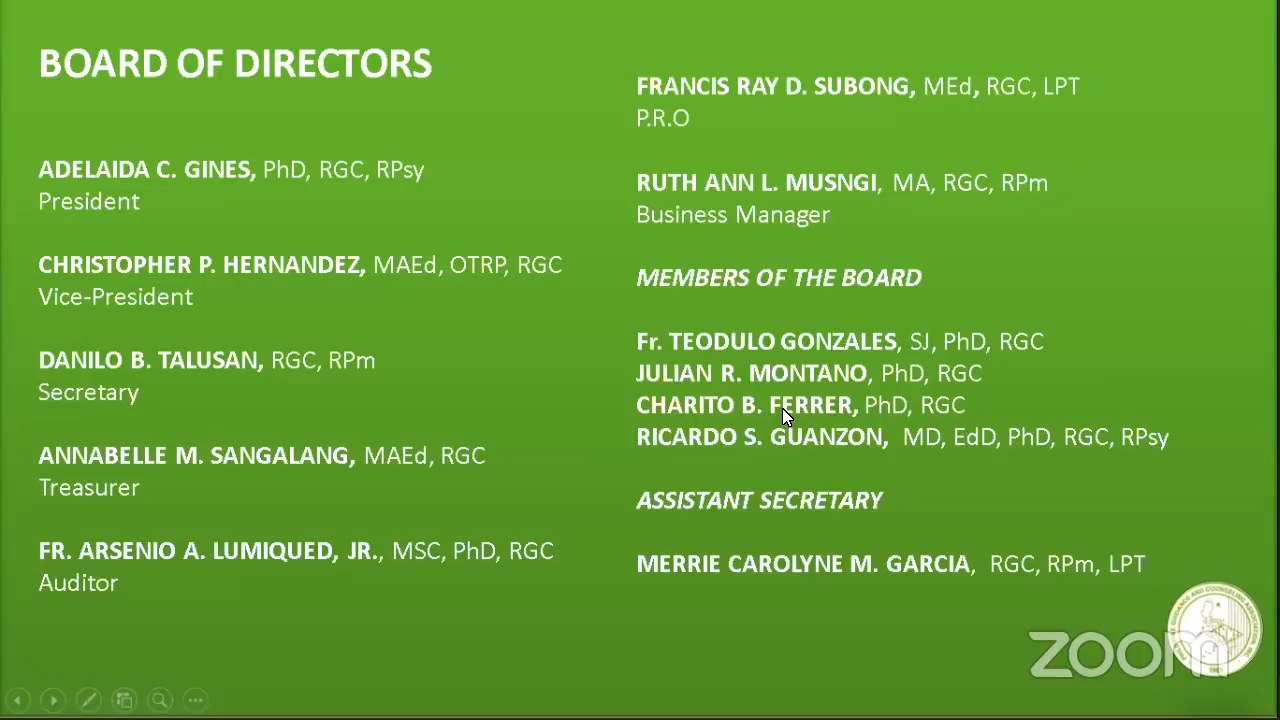 BOARD OF DIRECTORS
ADELAIDA C. GINES, PhD, RGC, RPsy
President
CHRISTOPHER P. HERNANDEZ, MAEd, OTRP, RGC
Vice-President
DANILO B. TALUSAN, RGC, RPm
Secretary
ANNABELLE M. SANGALANG, MAEd, RGC
Treasurer
FR. ARSENIO A. LUMIQUED, JR., MSC, PhD, RGC
Auditor
FRANCIS RAY D. SUBONG, MEd, RGC, LPT
P.R.O
RUTH ANN L. MUSNGI, MA, RGC, RPm
Business Manager
MEMBERS OF THE BOARD
Fr. TEODULO GONZALES, SJ, PhD, RGC
JULIAN R. MONTANO, PhD, RGC
CHARITO B. FERRER, PhD, RGC
RICARDO S. GUANZON, MD, EdD, PhD, RGC, RPsy
ASSISTANT SECRETARY
MERRIE CAROLYNE M. GARCIA, RGC, RPm, LPT
zoom